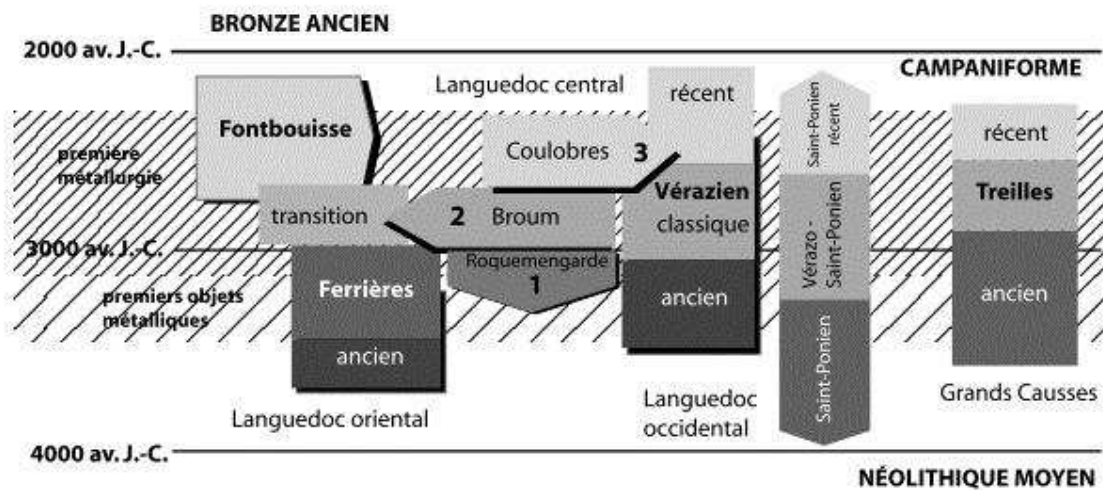 BRONZE ANCIEN
2000 av. J.-C.
CAMPANIFORME
Languedoc central
récent
Fontbouisse
Saint-Ponien
récent
récent
première
métallurgie
Coulobres 3
Vérazien
classique
Treilles
transition
2 Broum
Vérazo -
Saint-Ponien
3000 av. J.-C.
Roquemengarde
1
premiers objets
métalliques
Ferrières
ancien
ancien
ancien
Saint-Ponien
Languedoc oriental
Languedoc
occidental
Grands Causses
4000 av. J.-C.
NÉOLITHIQUE MOYEN